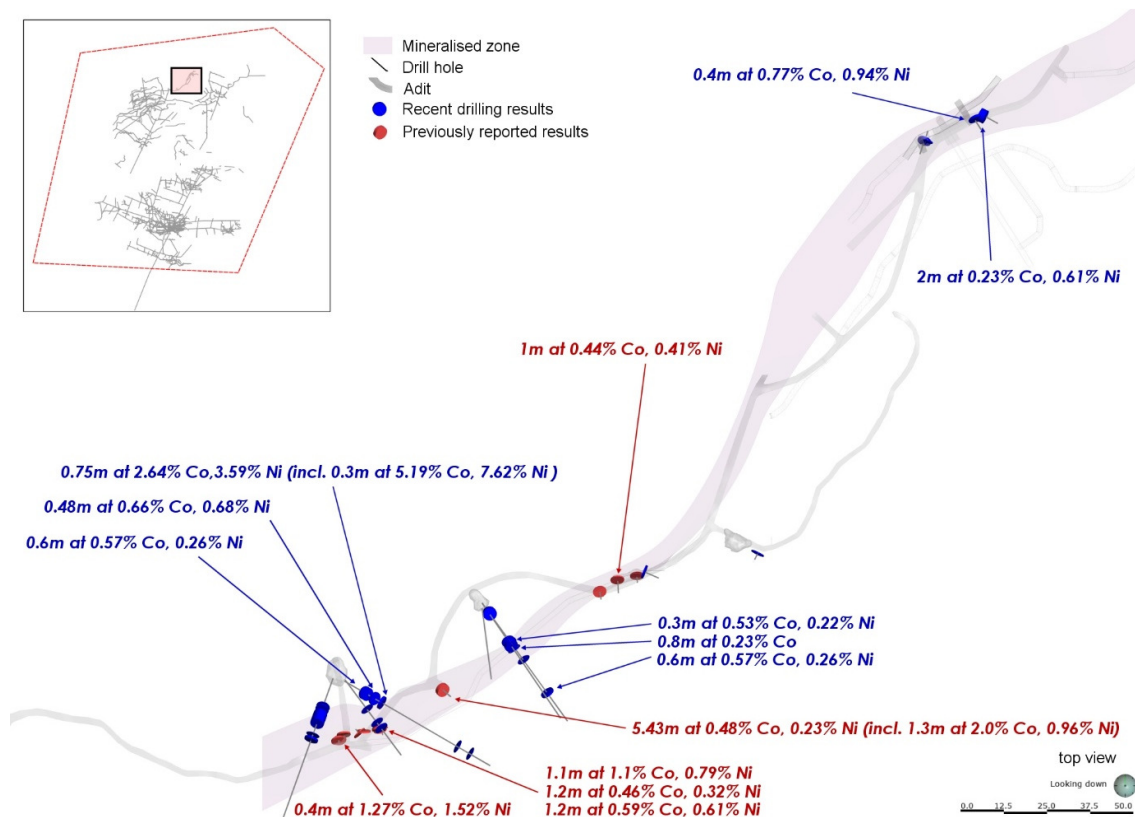 Mineralised zone
Drill hole
Adit
Recent drilling results
Previously reported results
0.4m at 0.77% Co, 0.94% Ni
2m at 0.23% Co, 0.61% Ni
1m at 0.44% Co, 0.41% Ni
0.75m at 2.64% Co,3.59% Ni (incl. 0.3m at 5.19% Co, 7.62% Ni )
0.48m at 0.66% Co, 0.68% Ni
0.6m at 0.57% Co, 0.26% Ni
0.3m at 0.53% Co, 0.22% Ni
0.8m at 0.23% Co
0.6m at 0.57% Co, 0.26% Ni
5.43m at 0.48% Co, 0.23% Ni (incl. 1.3m at 2.0% Co, 0.96% Ni)
1.1m at 1.1% Co, 0.79% Ni
1.2m at 0.46% Co, 0.32% Ni
1.2m at 0.59% Co, 0.61% Ni
0.4m at 1.27% Co, 1.52% Ni
top view
Looking down
0.0 12.5 25.0 37.5 50.0